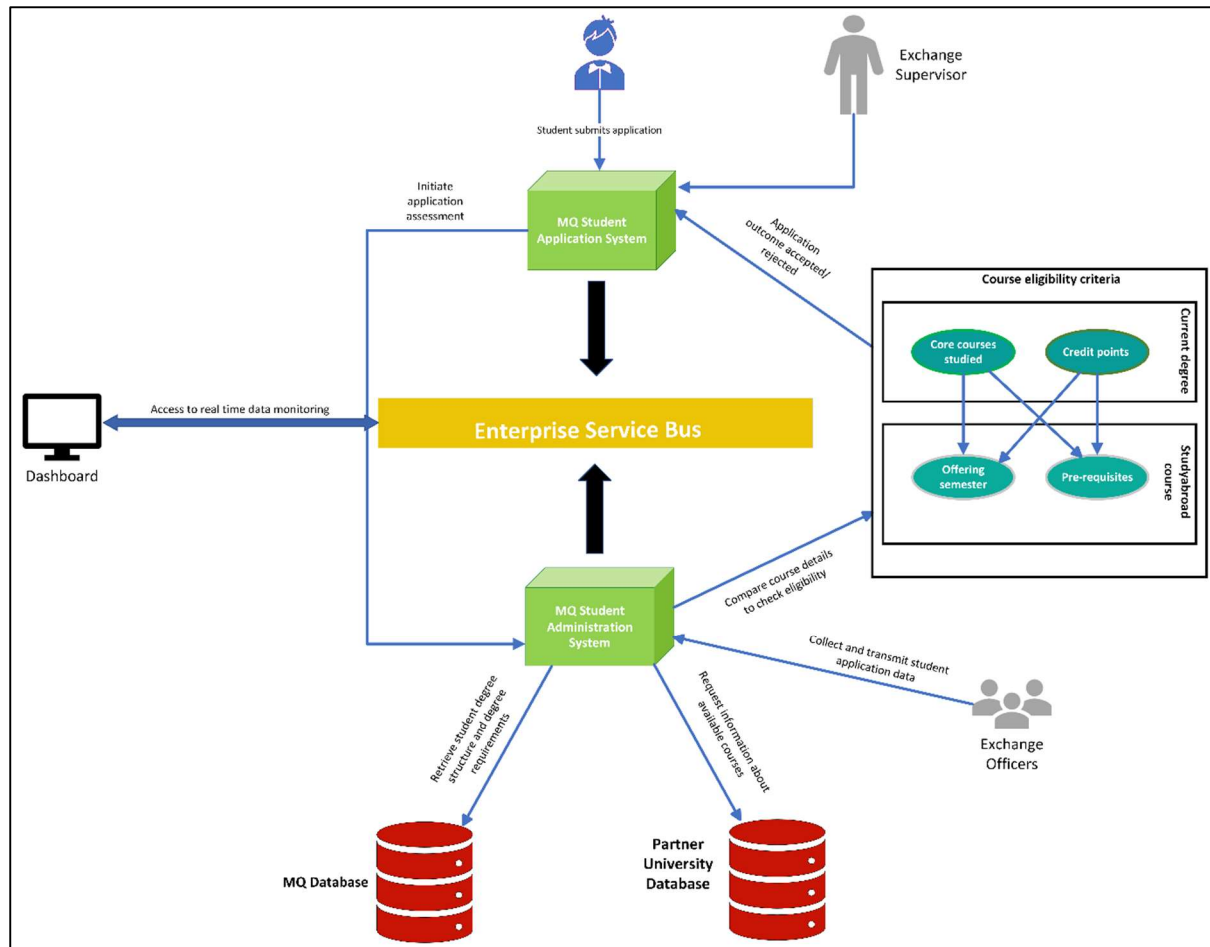 Exchange
Supervisor
Student submits application
Initiate
application
assessment
MQ Student
Application System
Application
outcome accepted/
rejected
Course eligibility criteria
Current degree
Core courses
studied
Credit points
Access to real time data monitoring
Enterprise Service Bus
Dashboard
Studyabroad
course
Offering
semester
Pre-requisites
Compare course details
to check eligibility
MQ Student
Administration
System
Collect and transmit student
application data
Retrieve student degree
structure and degree
requirements
Request information about
available courses
Exchange
Officers
MQ Database
Partner
University
Database